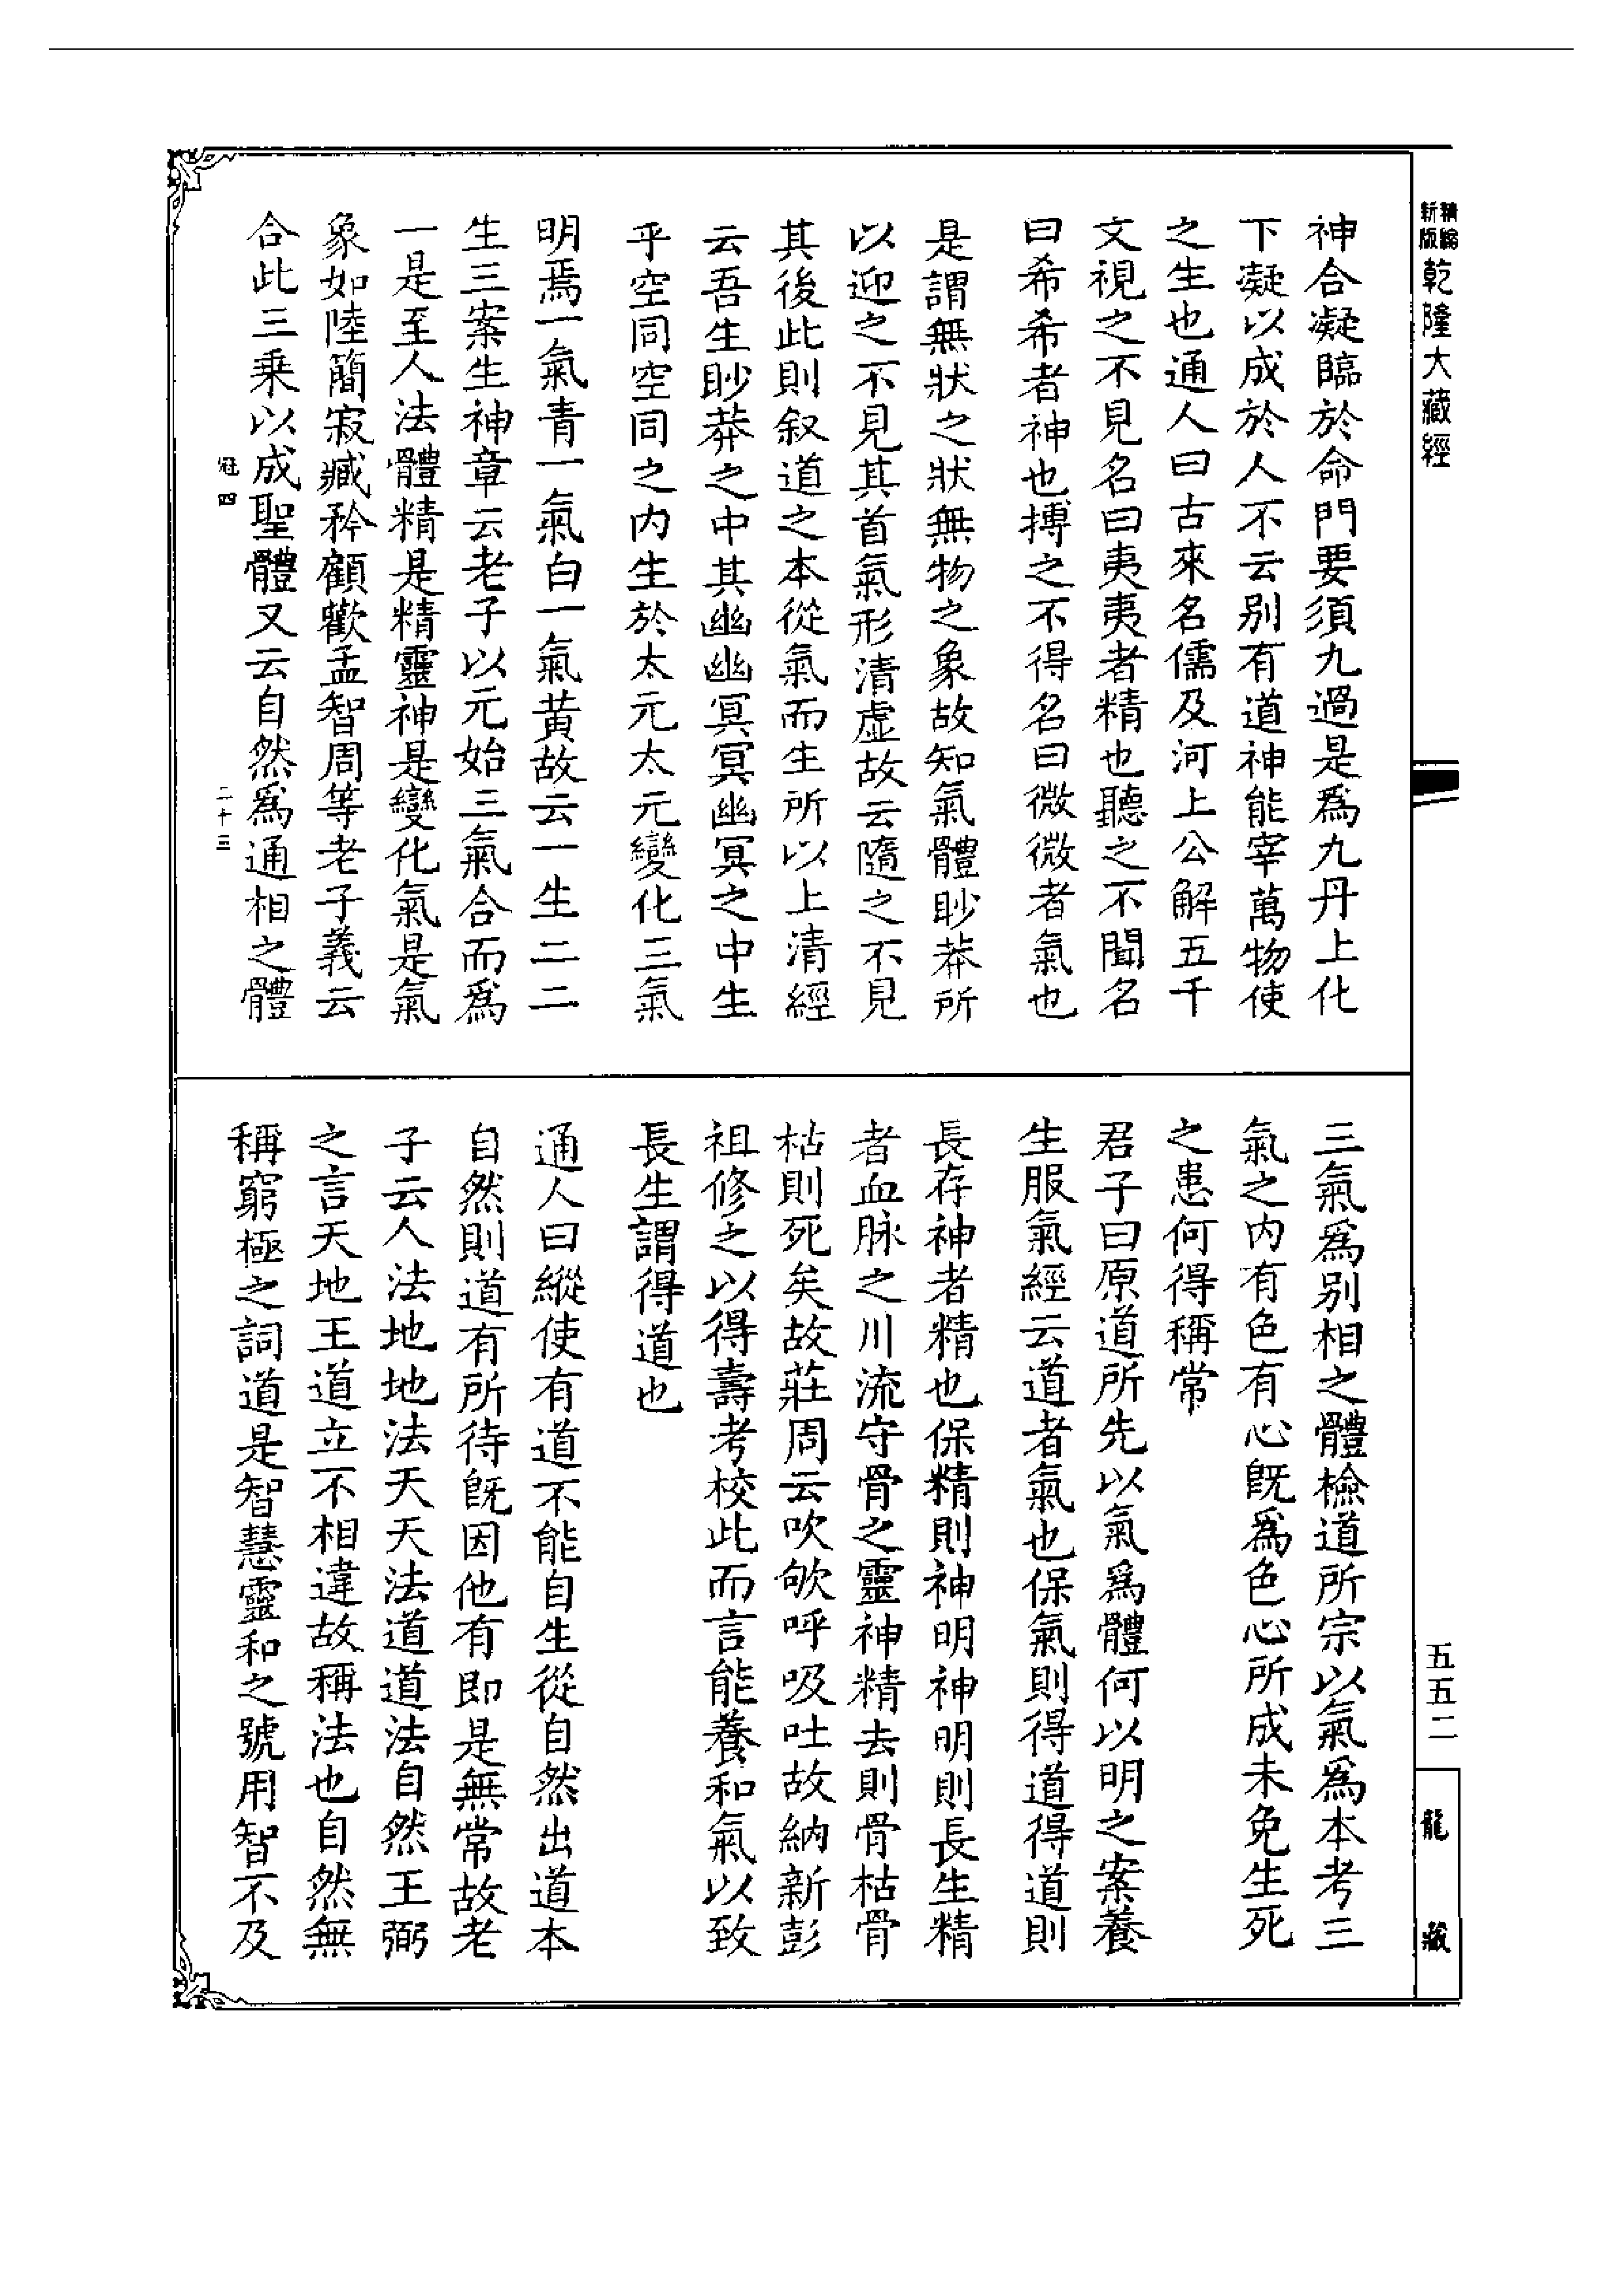 精縮新版 乾隆大藏經
神合凝臨於命門要須九過是爲九丹上化
下凝以成於人不云别有道神能宰萬物使
之生也通人曰古來名儒及河上公解五千
文視之不見名曰夷夷者精也聽之不聞名
曰希希者神也搏之不得名曰微微者氣也
是謂無狀之狀無物之象故知氣體眇莽所
以迎之不見其首氣形清虛故云隨之不見
其後此則叙道之本從氣而生所以上清經
云吾生眇莽之中其幽幽冥冥幽冥之中生
乎空同空同之内生於太元太元變化三氣
明焉一氣青一氣白一氣黄故云一生二二
生三案生神章云老子以元始三氣合而爲
一是至人法體精是精靈神是變化氣是氣
象如陸簡寂臧矜顧歡孟智周等老子義云
合此三乘以成聖體又云自然爲通相之體
冠四 二十三
三氣爲别相之體檢道所宗以氣爲本考三
氣之内有色有心既爲色心所成未免生死
之患何得稱常
君子曰原道所先以氣爲體何以明之案養
生服氣經云道者氣也保氣則得道得道則
長存神者精也保精則神明神明則長生精
者血脉之川流守骨之靈神精去則骨枯骨
枯則死矣故莊周云吹欨呼吸吐故納新彭
祖修之以得壽考校此而言能養和氣以致
長生謂得道也
通人曰縱使有道不能自生從自然出道本
自然則道有所待既因他有即是無常故老
子云人法地地法天天法道道法自然王弼
之言天地王道立不相違故稱法也自然無
稱窮極之詞道是智慧靈和之號用智不及
五五二
龍藏